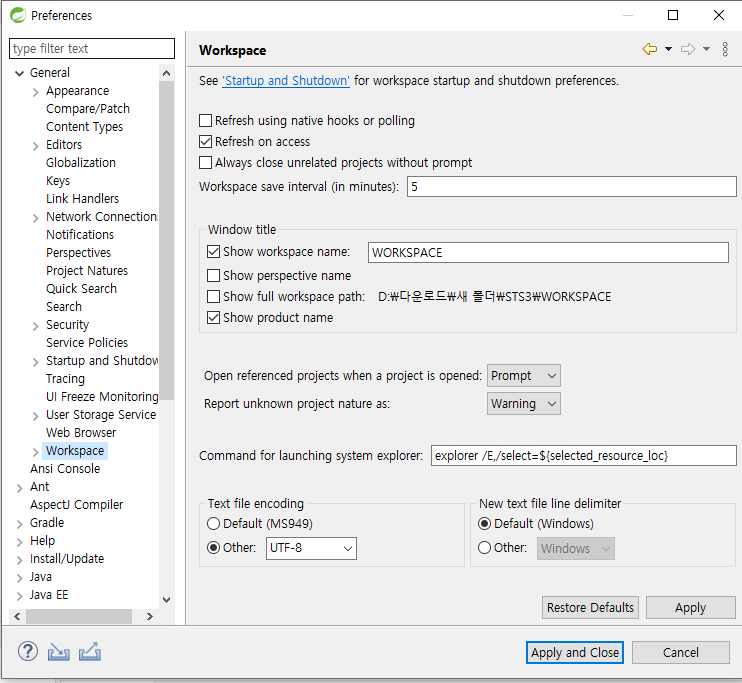 Preferences
type filter text
General
Appearance
Compare/Patch
Content Types
Editors
Globalization
Keys
Link Handlers
Network Connection
Notifications
Perspectives
Project Natures
Quick Search
Search
Security
Service Policies
Startup and Shutdov
Tracing
UI Freeze Monitoring
User Storage Service
Web Browser
Workspace
Ansi Console
Ant
AspectJ Compiler
Gradle
Help
Install/Update
Java
Java EE
Workspace
See 'Startup and Shutdown' for workspace startup and shutdown preferences.
Refresh using native hooks or polling
Refresh on access
Always close unrelated projects without prompt
Workspace save interval (in minutes): 5
Window title
Show workspace name: WORKSPACE
Show perspective name
Show full workspace path: D:₩다운로드₩새 폴더₩STS3₩WORKSPACE
Show product name
Open referenced projects when a project is opened: Prompt
Report unknown project nature as: Warning
Command for launching system explorer: explorer /E,/select=${selected_resource_loc}
Text file encoding
Default (MS949)
Other: UTF-8
New text file line delimiter
Default (Windows)
Other: Windows
Restore Defaults Apply
? Apply and Close Cancel